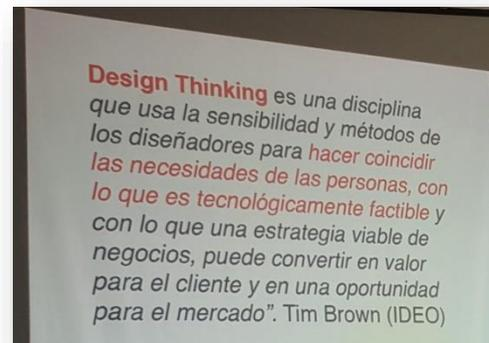 Design Thinking es una disciplina
que usa la sensibilidad y métodos de
los diseñadores para hacer coincidir
las necesidades de las personas, con
lo que es tecnológicamente factible y
con lo que una estrategia viable de
negocios, puede convertir en valor
para el cliente y en una oportunidad
para el mercado”. Tim Brown (IDEO)